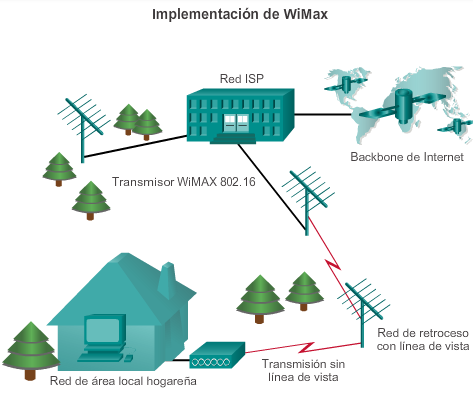 Implementación de WiMax
Red ISP
Backbone de Internet
Transmisor WiMAX 802.16
Red de retroceso
con línea de vista
Transmisión sin
línea de vista
Red de área local hogareña